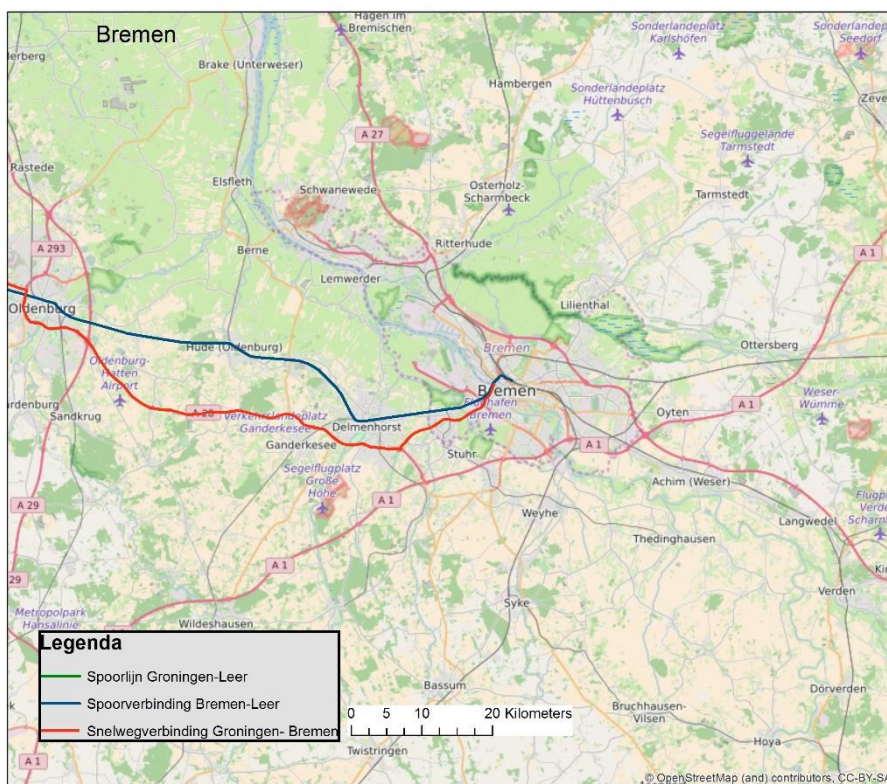 Bremen
Hagen im
Bremischen
Sonderlandeplatz
Karlshöfen
Sonderlandep
Seedorf
Brake (Unterweser)
Hambergen
Sonderlandeplatz
Hüttenbusch
Zeve
A 27
Segelfluggelände
Tarmstedt
Rastede
Elsfleth
Schwanewede
Osterholz-
Scharmbeck
Tarmstedt
A 1
A 293
Berne
Ritterhude
Lemwerder
Lilienthal
Oldenburg
Hude (Oldenburg)
Bremen
Ottersberg
Oldenburg-
Hatten
Airport
Bremen
Weser-
Wümme
Sandkrug
A 28
Verkehrslandeplatz
Ganderkesee
Delmenhorst
Flughafen
Bremen
Oyten
A 1
Ganderkesee
Stuhr
A 1
Segelflugplatz
Große
Höhe
Achim (Weser)
A 29
A 1
Weyhe
Langwedel
Flugp
Verde
Scharnh
Thedinghausen
A 1
29
Verden
Metropolpark
Hansalinie
Wildeshausen
Syke
Legenda
Spoorlijn Groningen-Leer
Spoorverbinding Bremen-Leer
Snelwegverbinding Groningen- Bremen
0 5 10 20 Kilometers
Bassum
Dörverden
Bruchhausen-
Vilsen
Hoya
A 1
Twistringen
© OpenStreetMap (and) contributors, CC-BY-SA